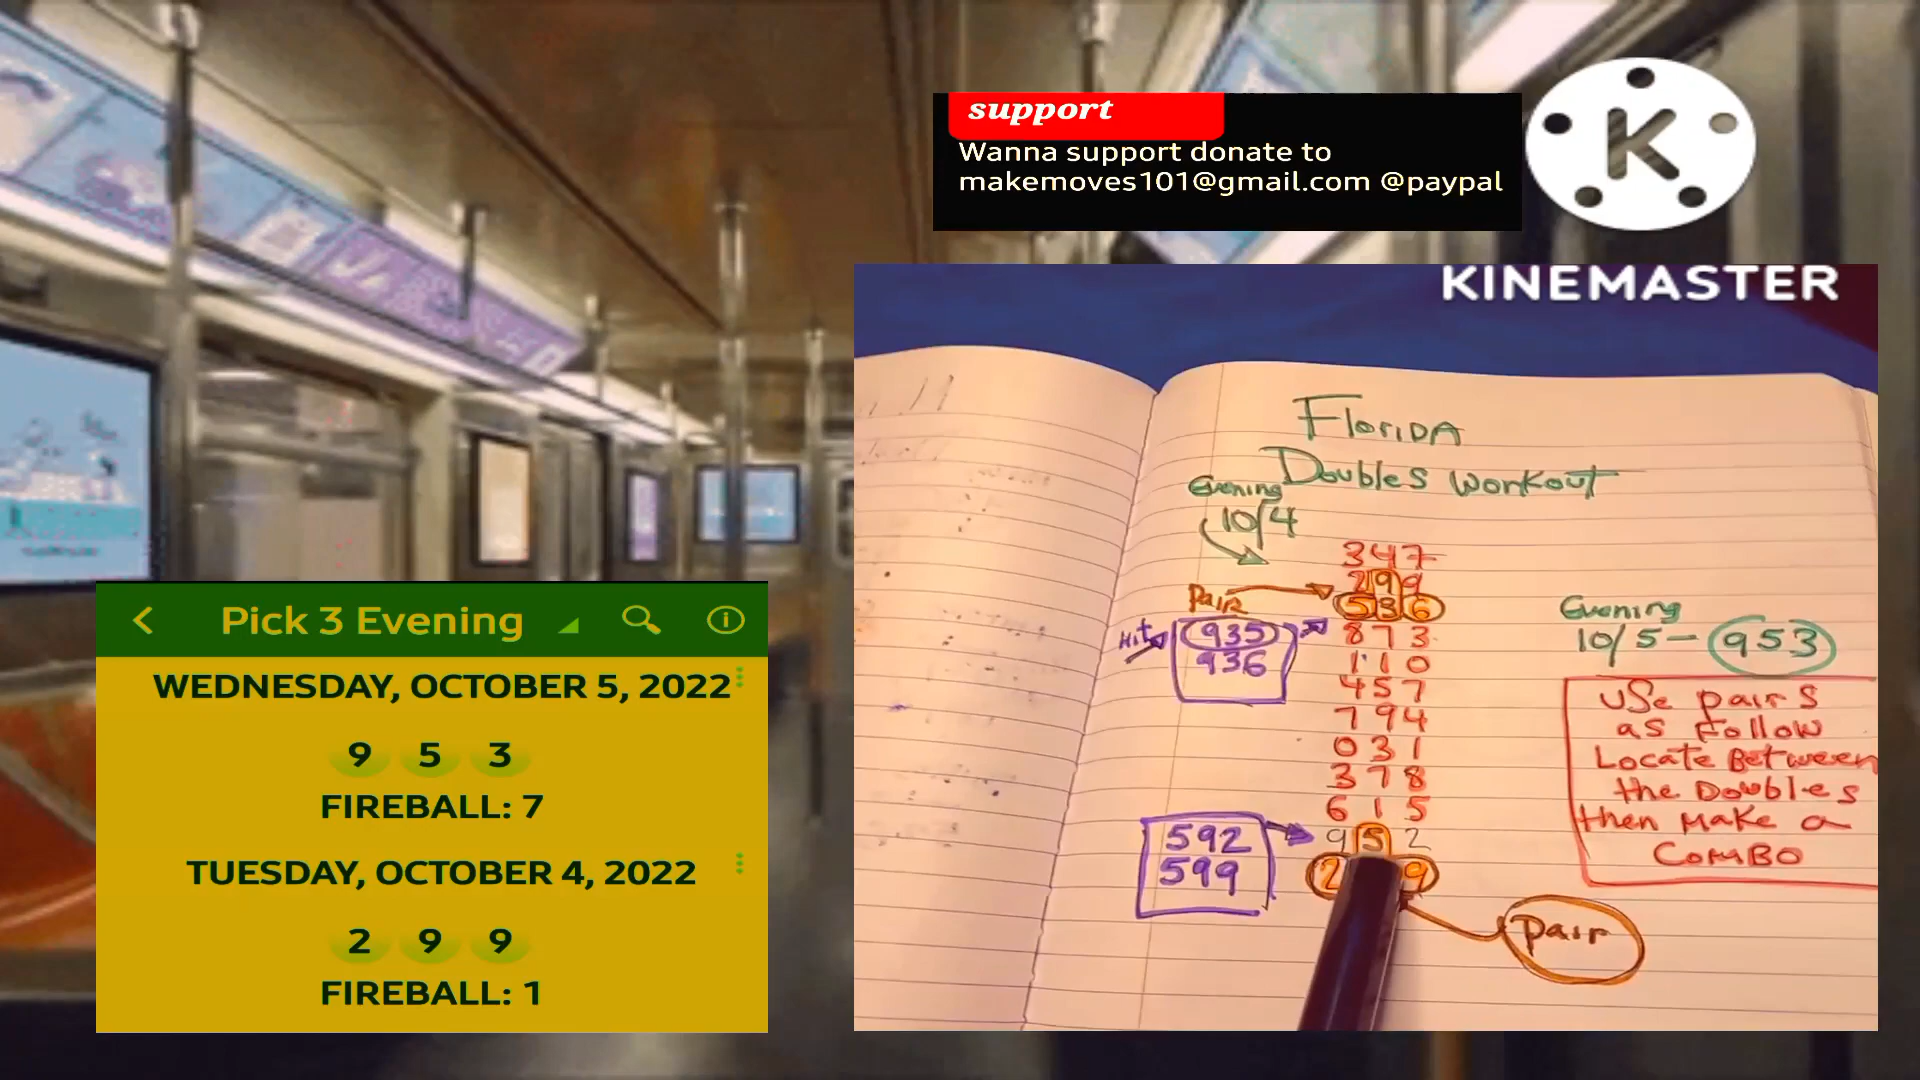 support
Wanna support donate to
makemoves101@gmail.com @paypal
K
KINEMASTER
Pick 3 Evening
WEDNESDAY, OCTOBER 5, 2022
9 5 3
FIREBALL: 7
TUESDAY, OCTOBER 4, 2022
2 9 9
FIREBALL: 1
FLORIDA
Doubles Workout
Evening
10/4
347
299
Pair
536
Hit
935
936
873
110
457
794
031
378
615
952
2 9
592
599
Pair
Evening
10/5 - 953
USe pairs
as Follow
Locate Between
the Doubles
then Make a
COMBO